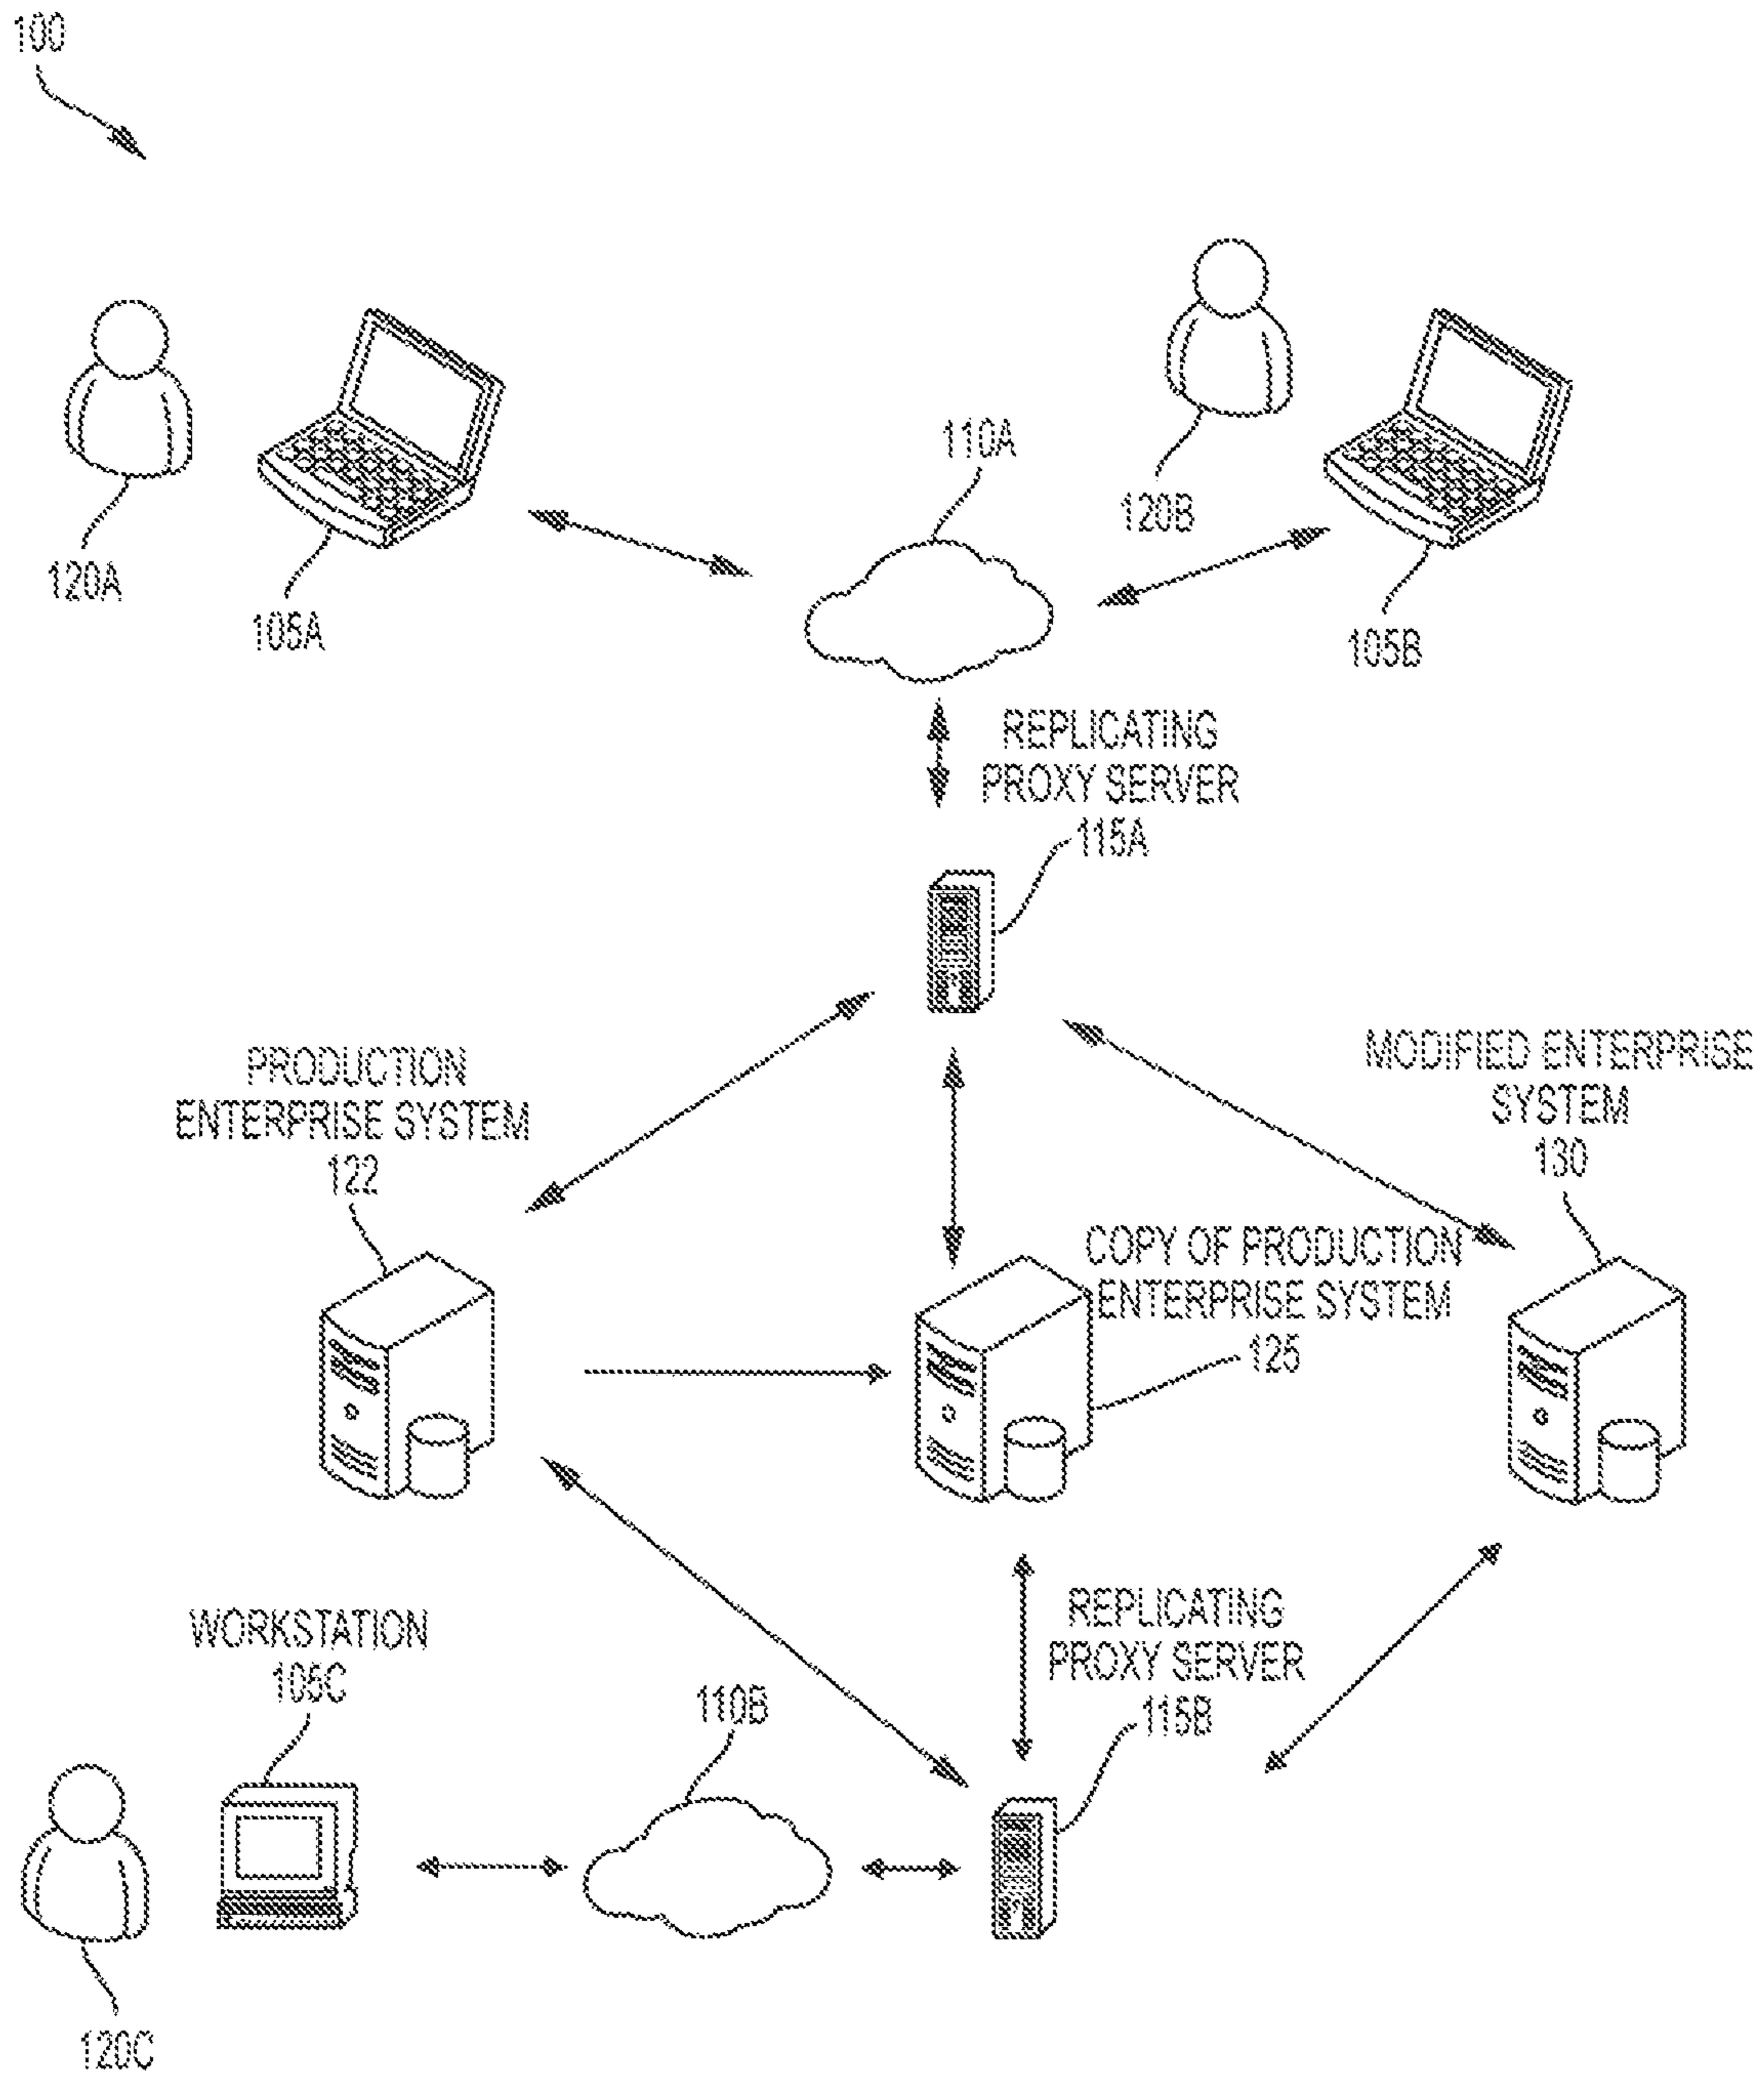 100
120A
105A
110A
120B
105B
REPLICATING
PROXY SERVER
115A
PRODUCTION
ENTERPRISE SYSTEM
122
MODIFIED ENTERPRISE
SYSTEM
130
COPY OF PRODUCTION
ENTERPRISE SYSTEM
125
WORKSTATION
105C
110B
REPLICATING
PROXY SERVER
115B
120C